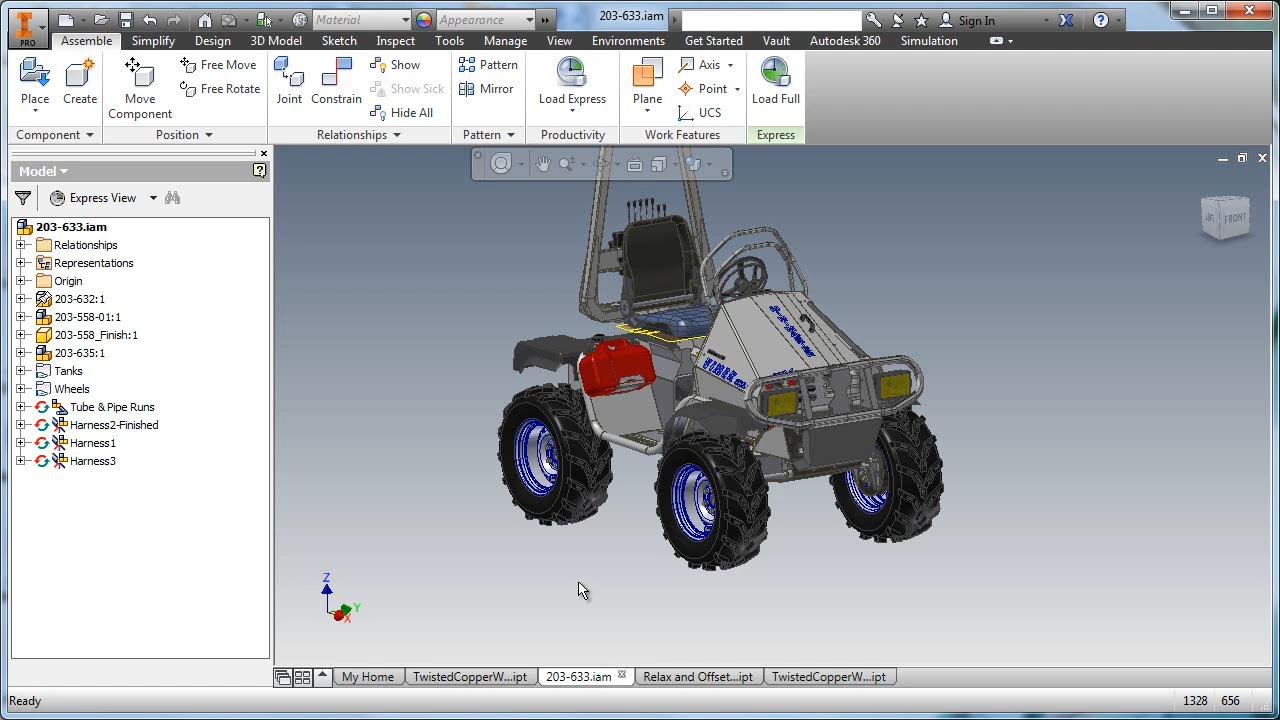 Material
Appearance
203-633.iam
Sign In
PRO
Assemble Simplify Design 3D Model Sketch Inspect Tools Manage View Environments Get Started Vault Autodesk 360 Simulation
Place Create Move Component Free Move Free Rotate Joint Constrain Show Show Sick Hide All Pattern Mirror Load Express Plane Axis Point UCS Load Full
Component Position Relationships Pattern Productivity Work Features Express
Model
Express View
203-633.iam
Relationships
Representations
Origin
203-632:1
203-558-01:1
203-558_Finish:1
203-635:1
Tanks
Wheels
Tube & Pipe Runs
Harness2-Finished
Harness1
Harness3
FRONT
Z
Y
X
My Home TwistedCopperW...ipt 203-633.iam Relax and Offset...ipt TwistedCopperW...ipt
Ready 1328 656